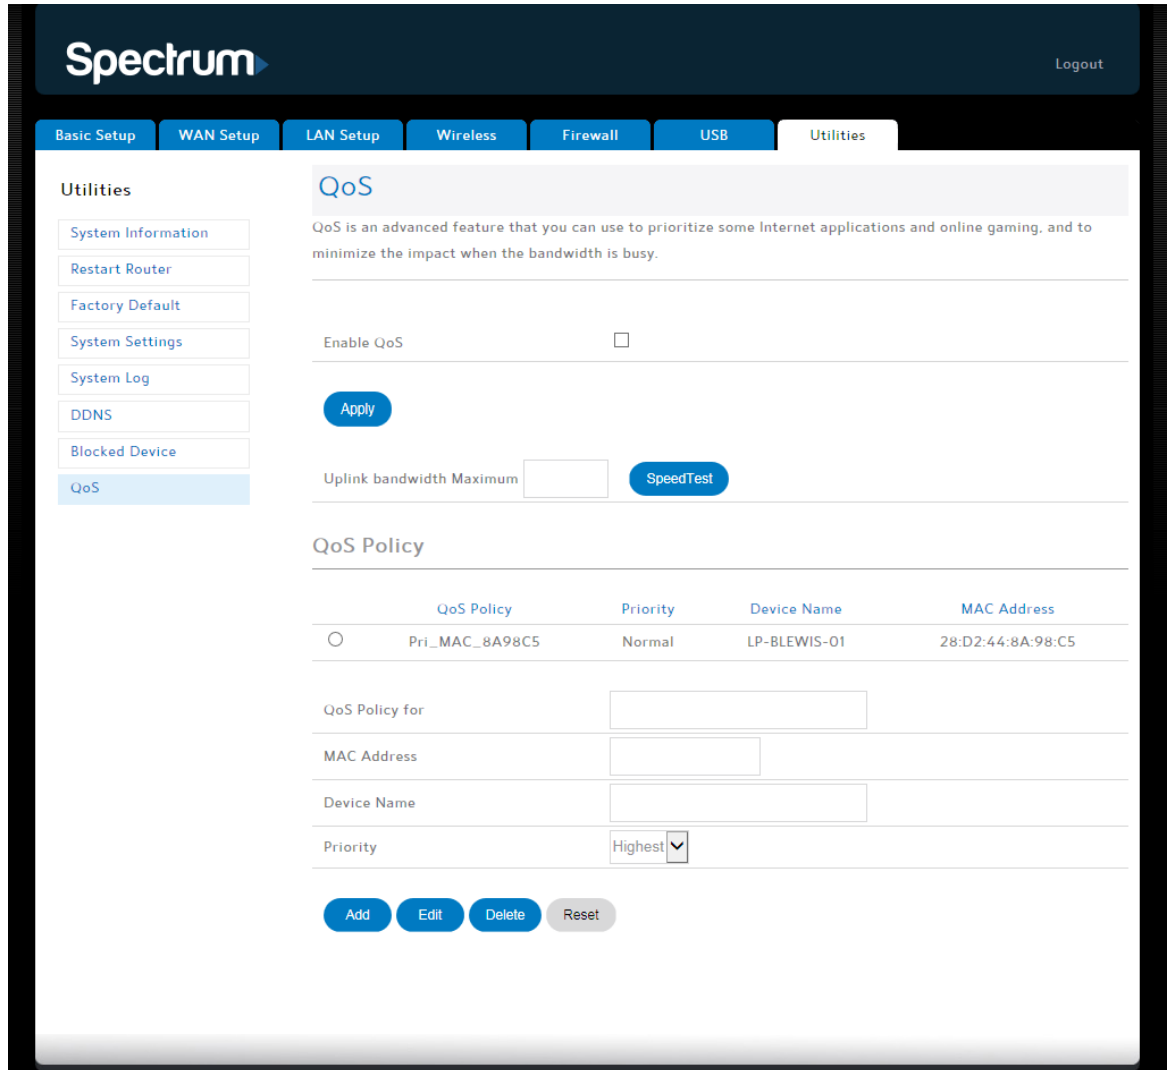 Spectrum
Logout
Basic Setup WAN Setup LAN Setup Wireless Firewall USB Utilities
Utilities
System Information
Restart Router
Factory Default
System Settings
System Log
DDNS
Blocked Device
QoS
QoS
QoS is an advanced feature that you can use to prioritize some Internet applications and online gaming, and to
minimize the impact when the bandwidth is busy.
Enable QoS
Apply
Uplink bandwidth Maximum SpeedTest
QoS Policy
QoS Policy Priority Device Name MAC Address
Pri_MAC_8A98C5 Normal LP-BLEWIS-01 28:D2:44:8A:98:C5
QoS Policy for
MAC Address
Device Name
Priority Highest
Add Edit Delete Reset